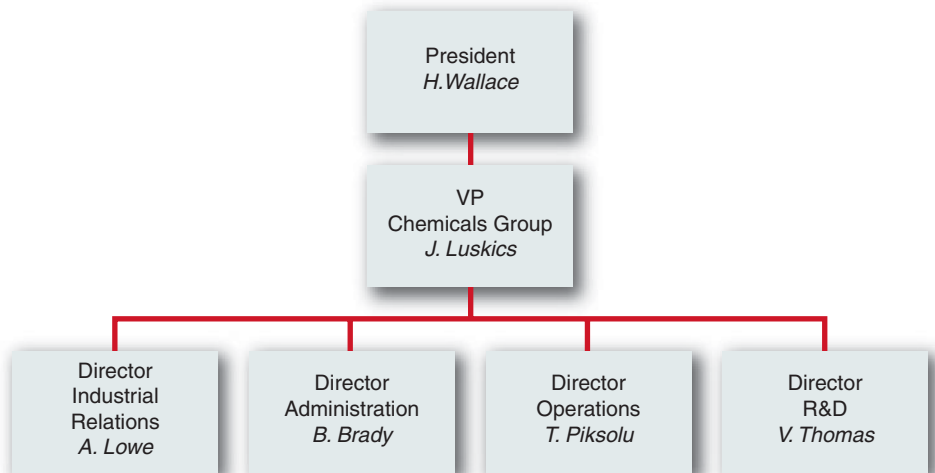 President
H.Wallace
VP
Chemicals Group
J. Luskics
Director
Industrial
Relations
A. Lowe
Director
Administration
B. Brady
Director
Operations
T. Piksolu
Director
R&D
V. Thomas